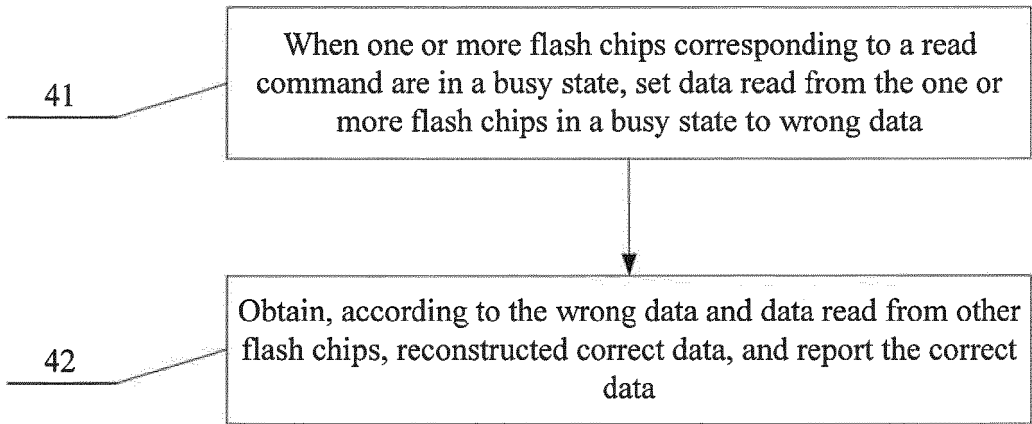 When one or more flash chips corresponding to a read
41
command are in a busy state, set data read from the one or
more flash chips in a busy state to wrong data
Obtain, according to the wrong data and data read from other
42
flash chips, reconstructed correct data, and report the correct
data